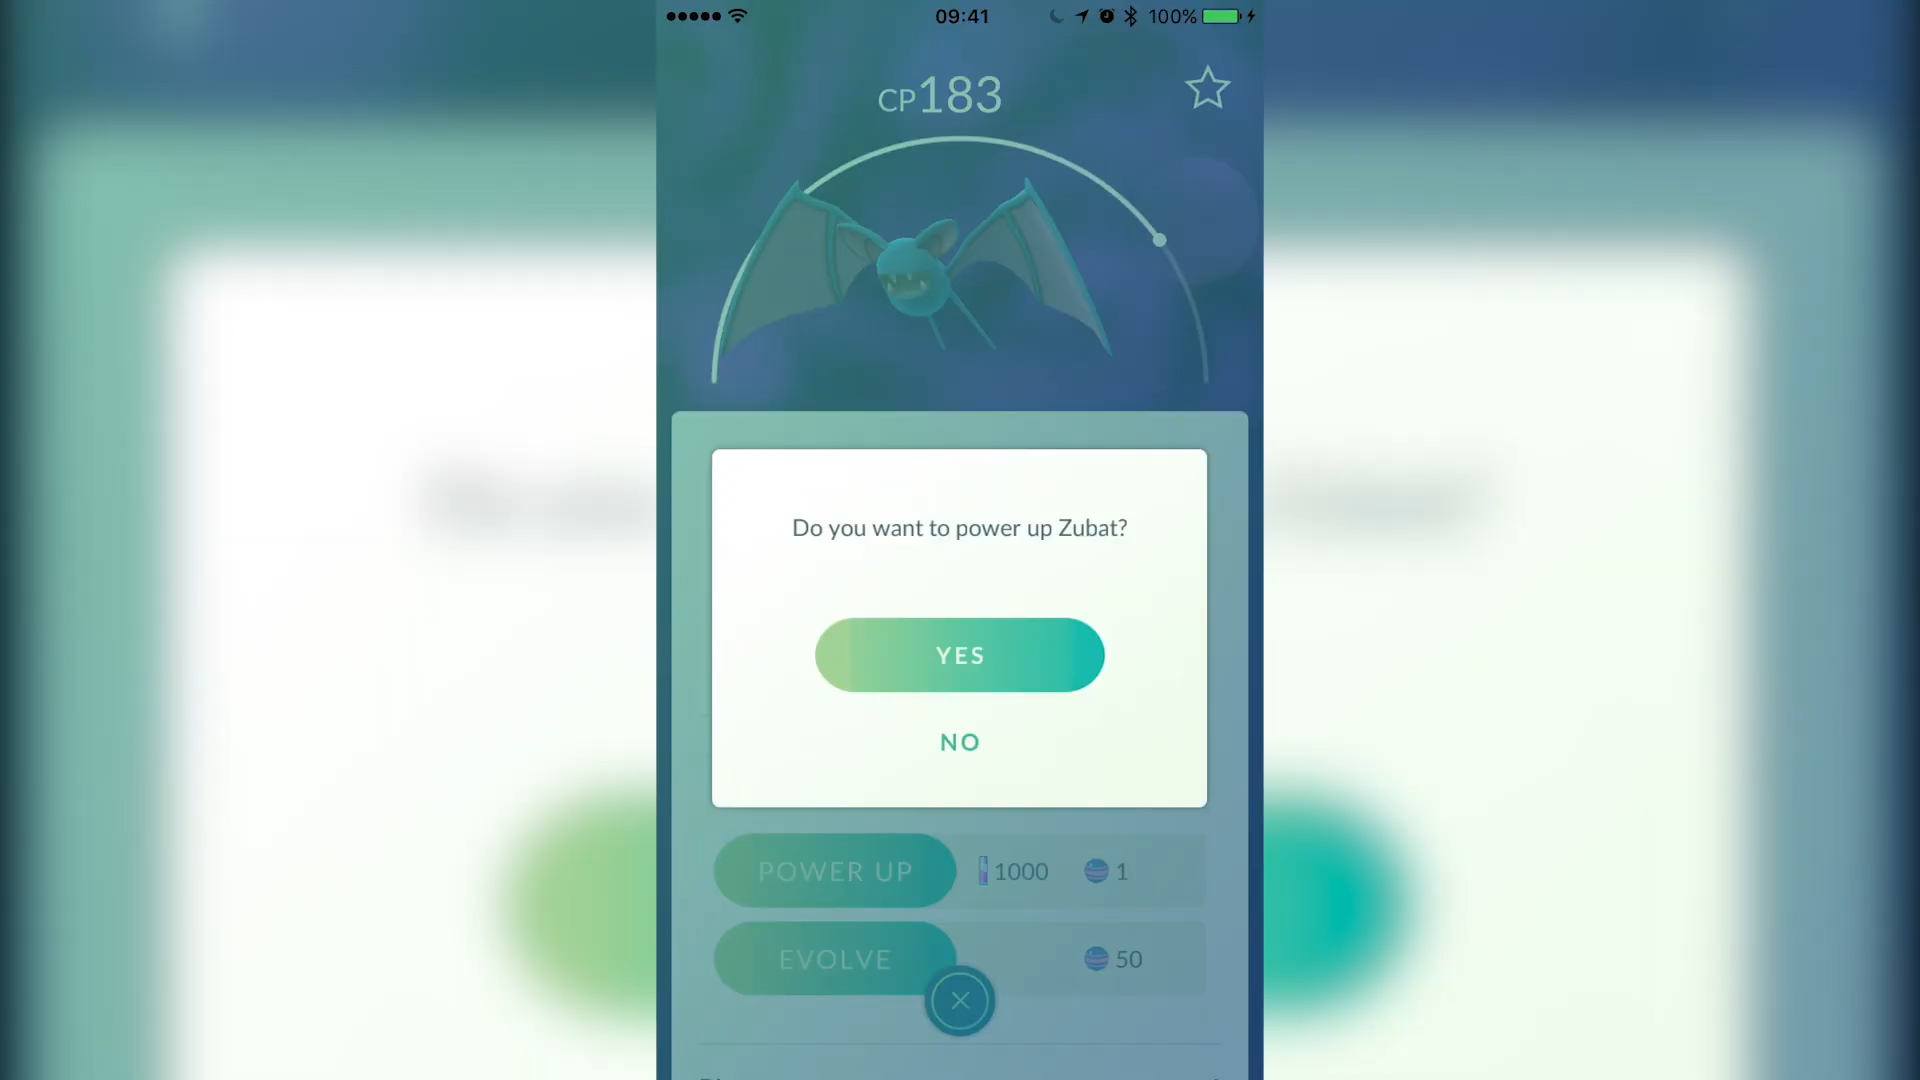 09:41 100%
CP183
Do you want to power up Zubat?
YES
NO
POWER UP 1000 1
EVOLVE 50